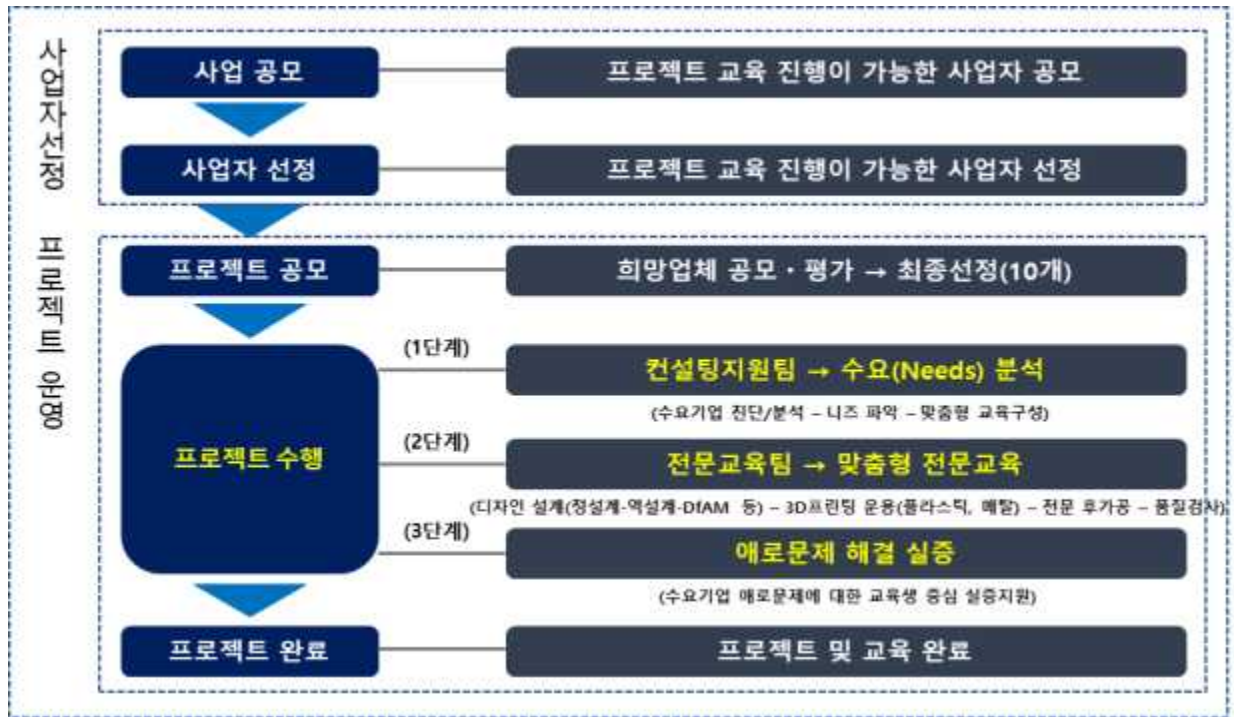 사업자선정
사업 공모
프로젝트 교육 진행이 가능한 사업자 공모
사업자 선정
프로젝트 교육 진행이 가능한 사업자 선정
프로젝트 운영
프로젝트 공모
희망업체 공모・평가 → 최종선정(10개)
프로젝트 수행
(1단계)
컨설팅지원팀 → 수요(Needs) 분석
(수요기업 진단/분석 – 니즈 파악 – 맞춤형 교육구성)
(2단계)
전문교육팀 → 맞춤형 전문교육
(디자인 설계(정설계-역설계-DfAM 등) – 3D프린팅 운용(플라스틱, 메탈) – 전문 후가공 – 품질검사)
(3단계)
애로문제 해결 실증
(수요기업 애로문제에 대한 교육생 중심 실증지원)
프로젝트 완료
프로젝트 및 교육 완료